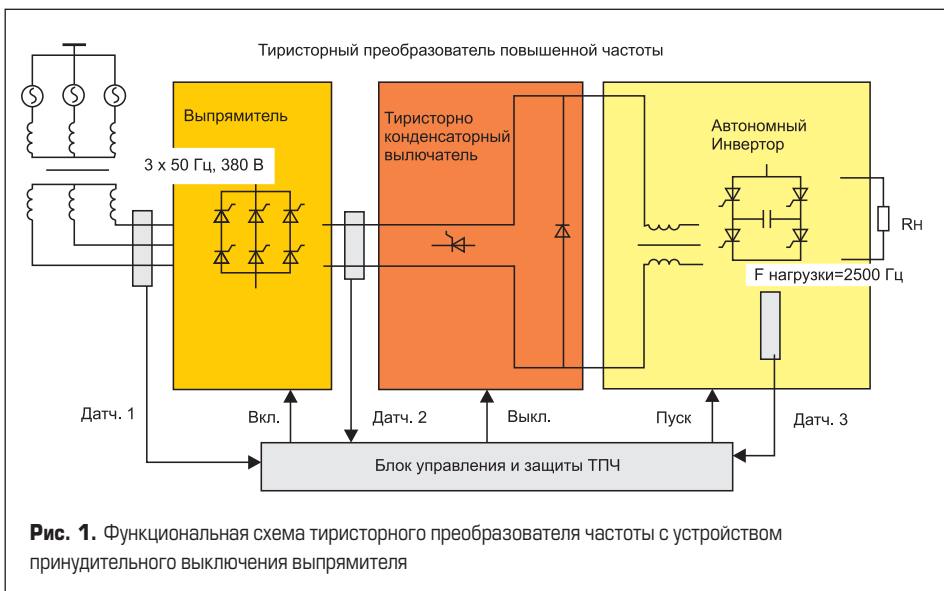 Тиристорный преобразователь повышенной частоты
Выпрямитель
3 x 50 Гц, 380 В
Тиристорно
конденсаторный
вылючатель
Автономный
Инвертор
Rн
F нагрузки=2500 Гц
Датч. 1
Вкл.
Датч. 2
Выкл.
Пуск
Датч. 3
Блок управления и защиты ТПЧ
Рис. 1. Функциональная схема тиристорного преобразователя частоты с устройством
принудительного выключения выпрямителя